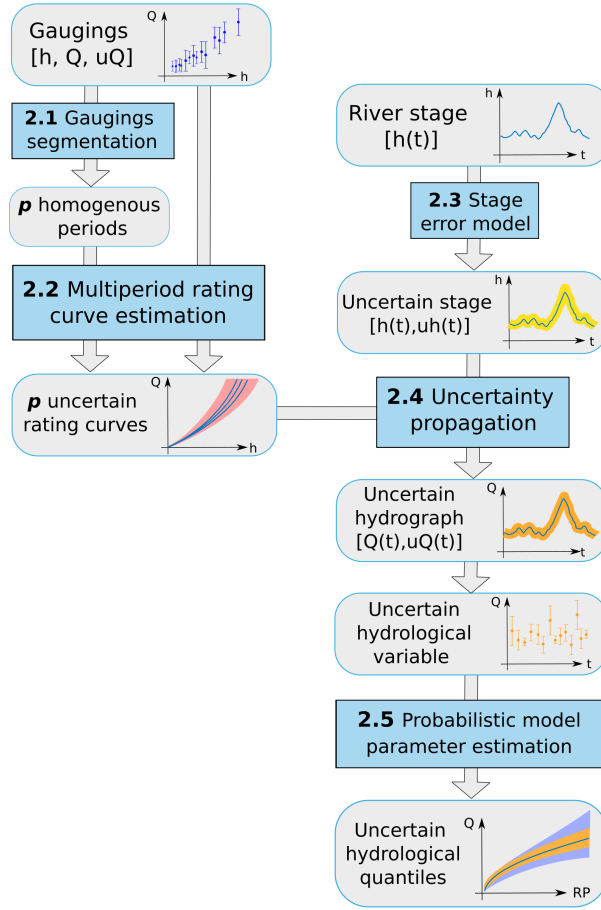 Gaugings
[h, Q, uQ]
Q
h
2.1 Gaugings
segmentation
p homogenous
periods
2.2 Multiperiod rating
curve estimation
p uncertain
rating curves
Q
h
River stage
[h(t)]
h
t
2.3 Stage
error model
Uncertain stage
[h(t),uh(t)]
h
t
2.4 Uncertainty
propagation
Uncertain
hydrograph
[Q(t),uQ(t)]
Q
t
Uncertain
hydrological
variable
Q
t
2.5 Probabilistic model
parameter estimation
Uncertain
hydrological
quantiles
Q
RP